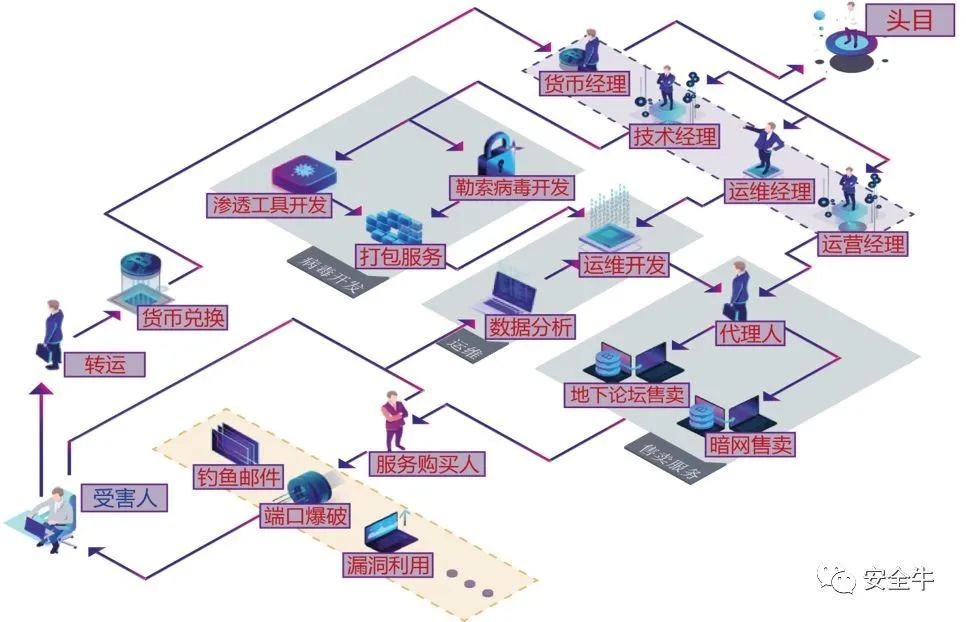 头目
货币经理
技术经理
渗透工具开发
勒索病毒开发
运维经理
打包服务
运营经理
病毒开发
运维开发
货币兑换
数据分析
代理人
运维
转运
地下论坛售卖
暗网售卖
服务购买人
售卖服务
钓鱼邮件
受害人
端口爆破
漏洞利用
安全牛